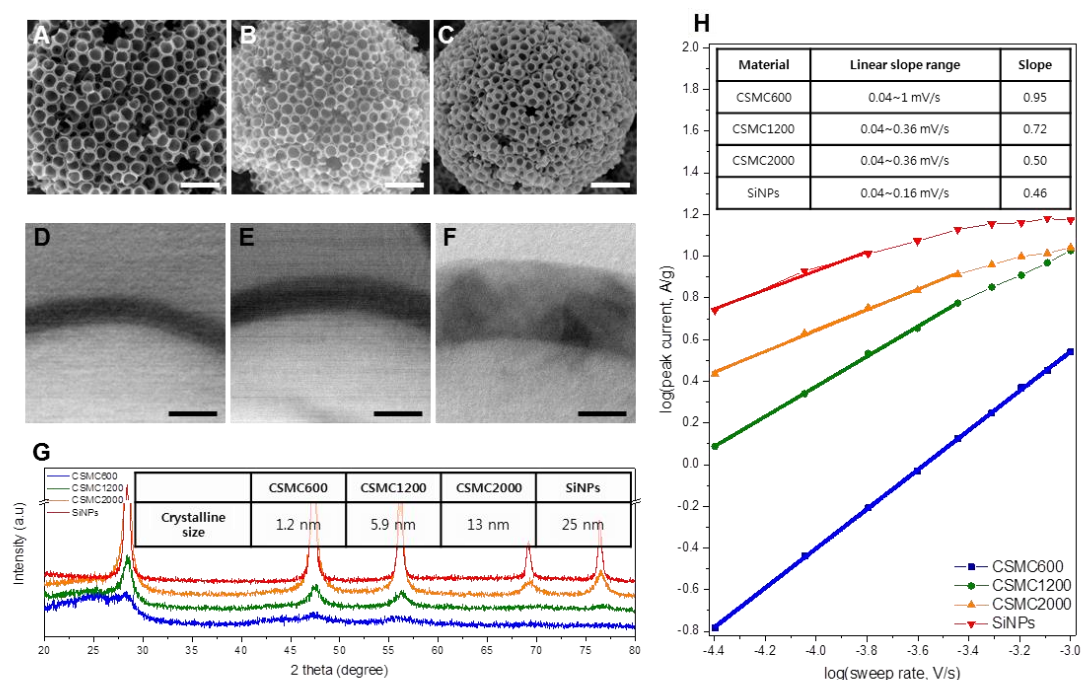 A
B
C
D
E
F
G
CSMC600
CSMC1200
CSMC2000
SiNPs
CSMC600 CSMC1200 CSMC2000 SiNPs
Crystalline size 1.2 nm 5.9 nm 13 nm 25 nm
Intensity (a.u)
20 25 30 35 40 45 50 55 60 65 70 75 80
2 theta (degree)
H
Material Linear slope range Slope
CSMC600 0.04~1 mV/s 0.95
CSMC1200 0.04~0.36 mV/s 0.72
CSMC2000 0.04~0.36 mV/s 0.50
SiNPs 0.04~0.16 mV/s 0.46
2.0
1.8
1.6
1.4
1.2
1.0
0.8
0.6
0.4
0.2
0.0
-0.2
-0.4
-0.6
-0.8
log(peak current, A/g)
CSMC600
CSMC1200
CSMC2000
SiNPs
-4.4 -4.2 -4.0 -3.8 -3.6 -3.4 -3.2 -3.0
log(sweep rate, V/s)